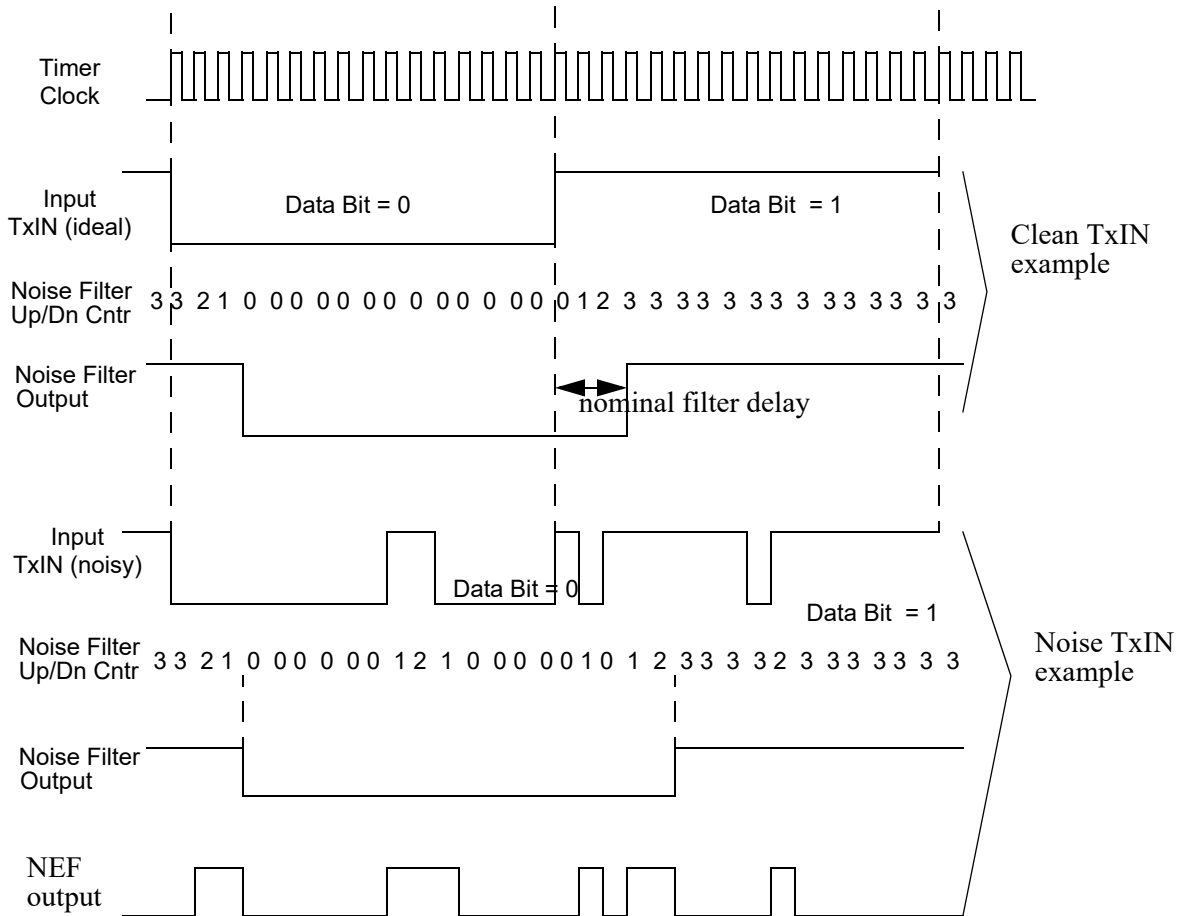 Timer
Clock
Input
TxIN (ideal)
Data Bit = 0
Data Bit = 1
Clean TxIN
example
Noise Filter
Up/Dn Cntr
3 3 2 1 0 0 0 0 0 0 0 0 0 0 0 0 0 0 1 2 3 3 3 3 3 3 3 3 3 3 3 3 3 3
Noise Filter
Output
nominal filter delay
Input
TxIN (noisy)
Data Bit = 0
Data Bit = 1
Noise Filter
Up/Dn Cntr
3 3 2 1 0 0 0 0 0 0 1 2 1 0 0 0 0 0 1 0 1 2 3 3 3 3 2 3 3 3 3 3 3 3
Noise TxIN
example
Noise Filter
Output
NEF
output